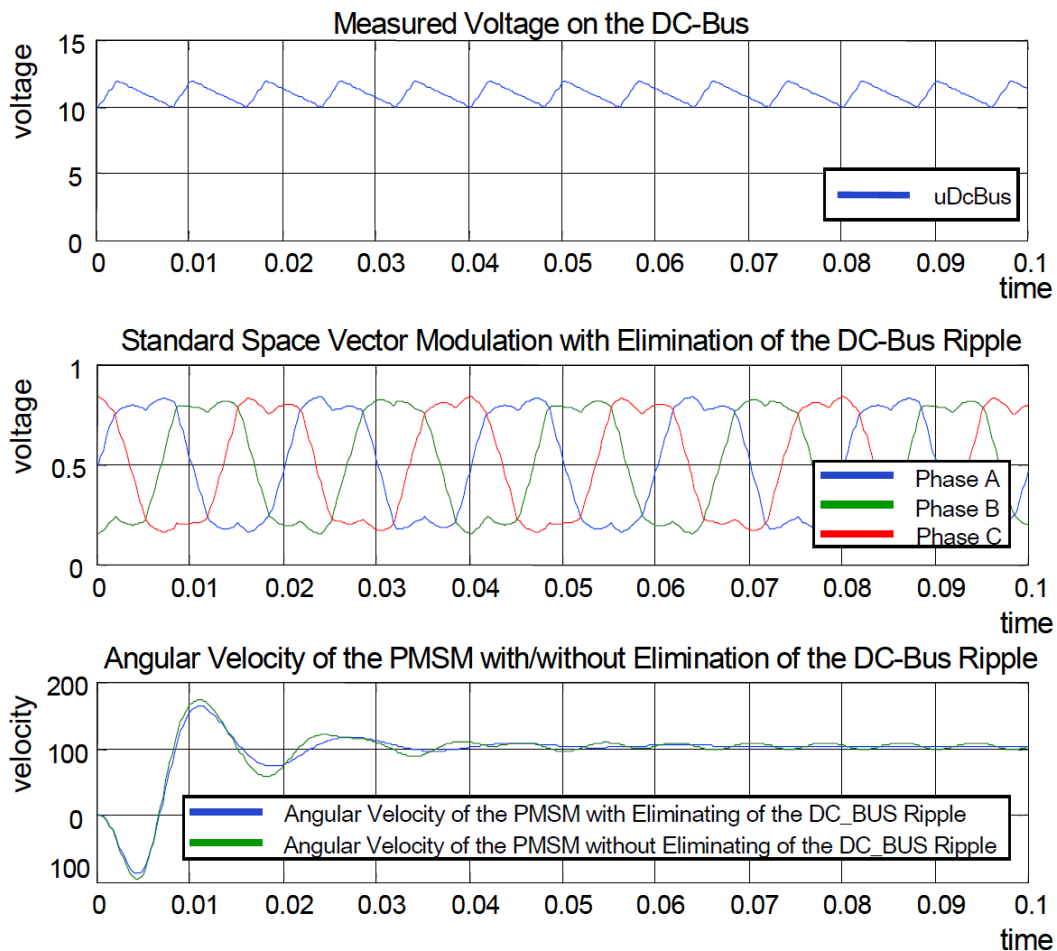 Measured Voltage on the DC-Bus
15
10
5
0
voltage
uDcBus
0 0.01 0.02 0.03 0.04 0.05 0.06 0.07 0.08 0.09 0.1
time
Standard Space Vector Modulation with Elimination of the DC-Bus Ripple
1
0.5
0
voltage
Phase A
Phase B
Phase C
0 0.01 0.02 0.03 0.04 0.05 0.06 0.07 0.08 0.09 0.1
time
Angular Velocity of the PMSM with/without Elimination of the DC-Bus Ripple
200
100
0
100
velocity
Angular Velocity of the PMSM with Eliminating of the DC_BUS Ripple
Angular Velocity of the PMSM without Eliminating of the DC_BUS Ripple
0 0.01 0.02 0.03 0.04 0.05 0.06 0.07 0.08 0.09 0.1
time